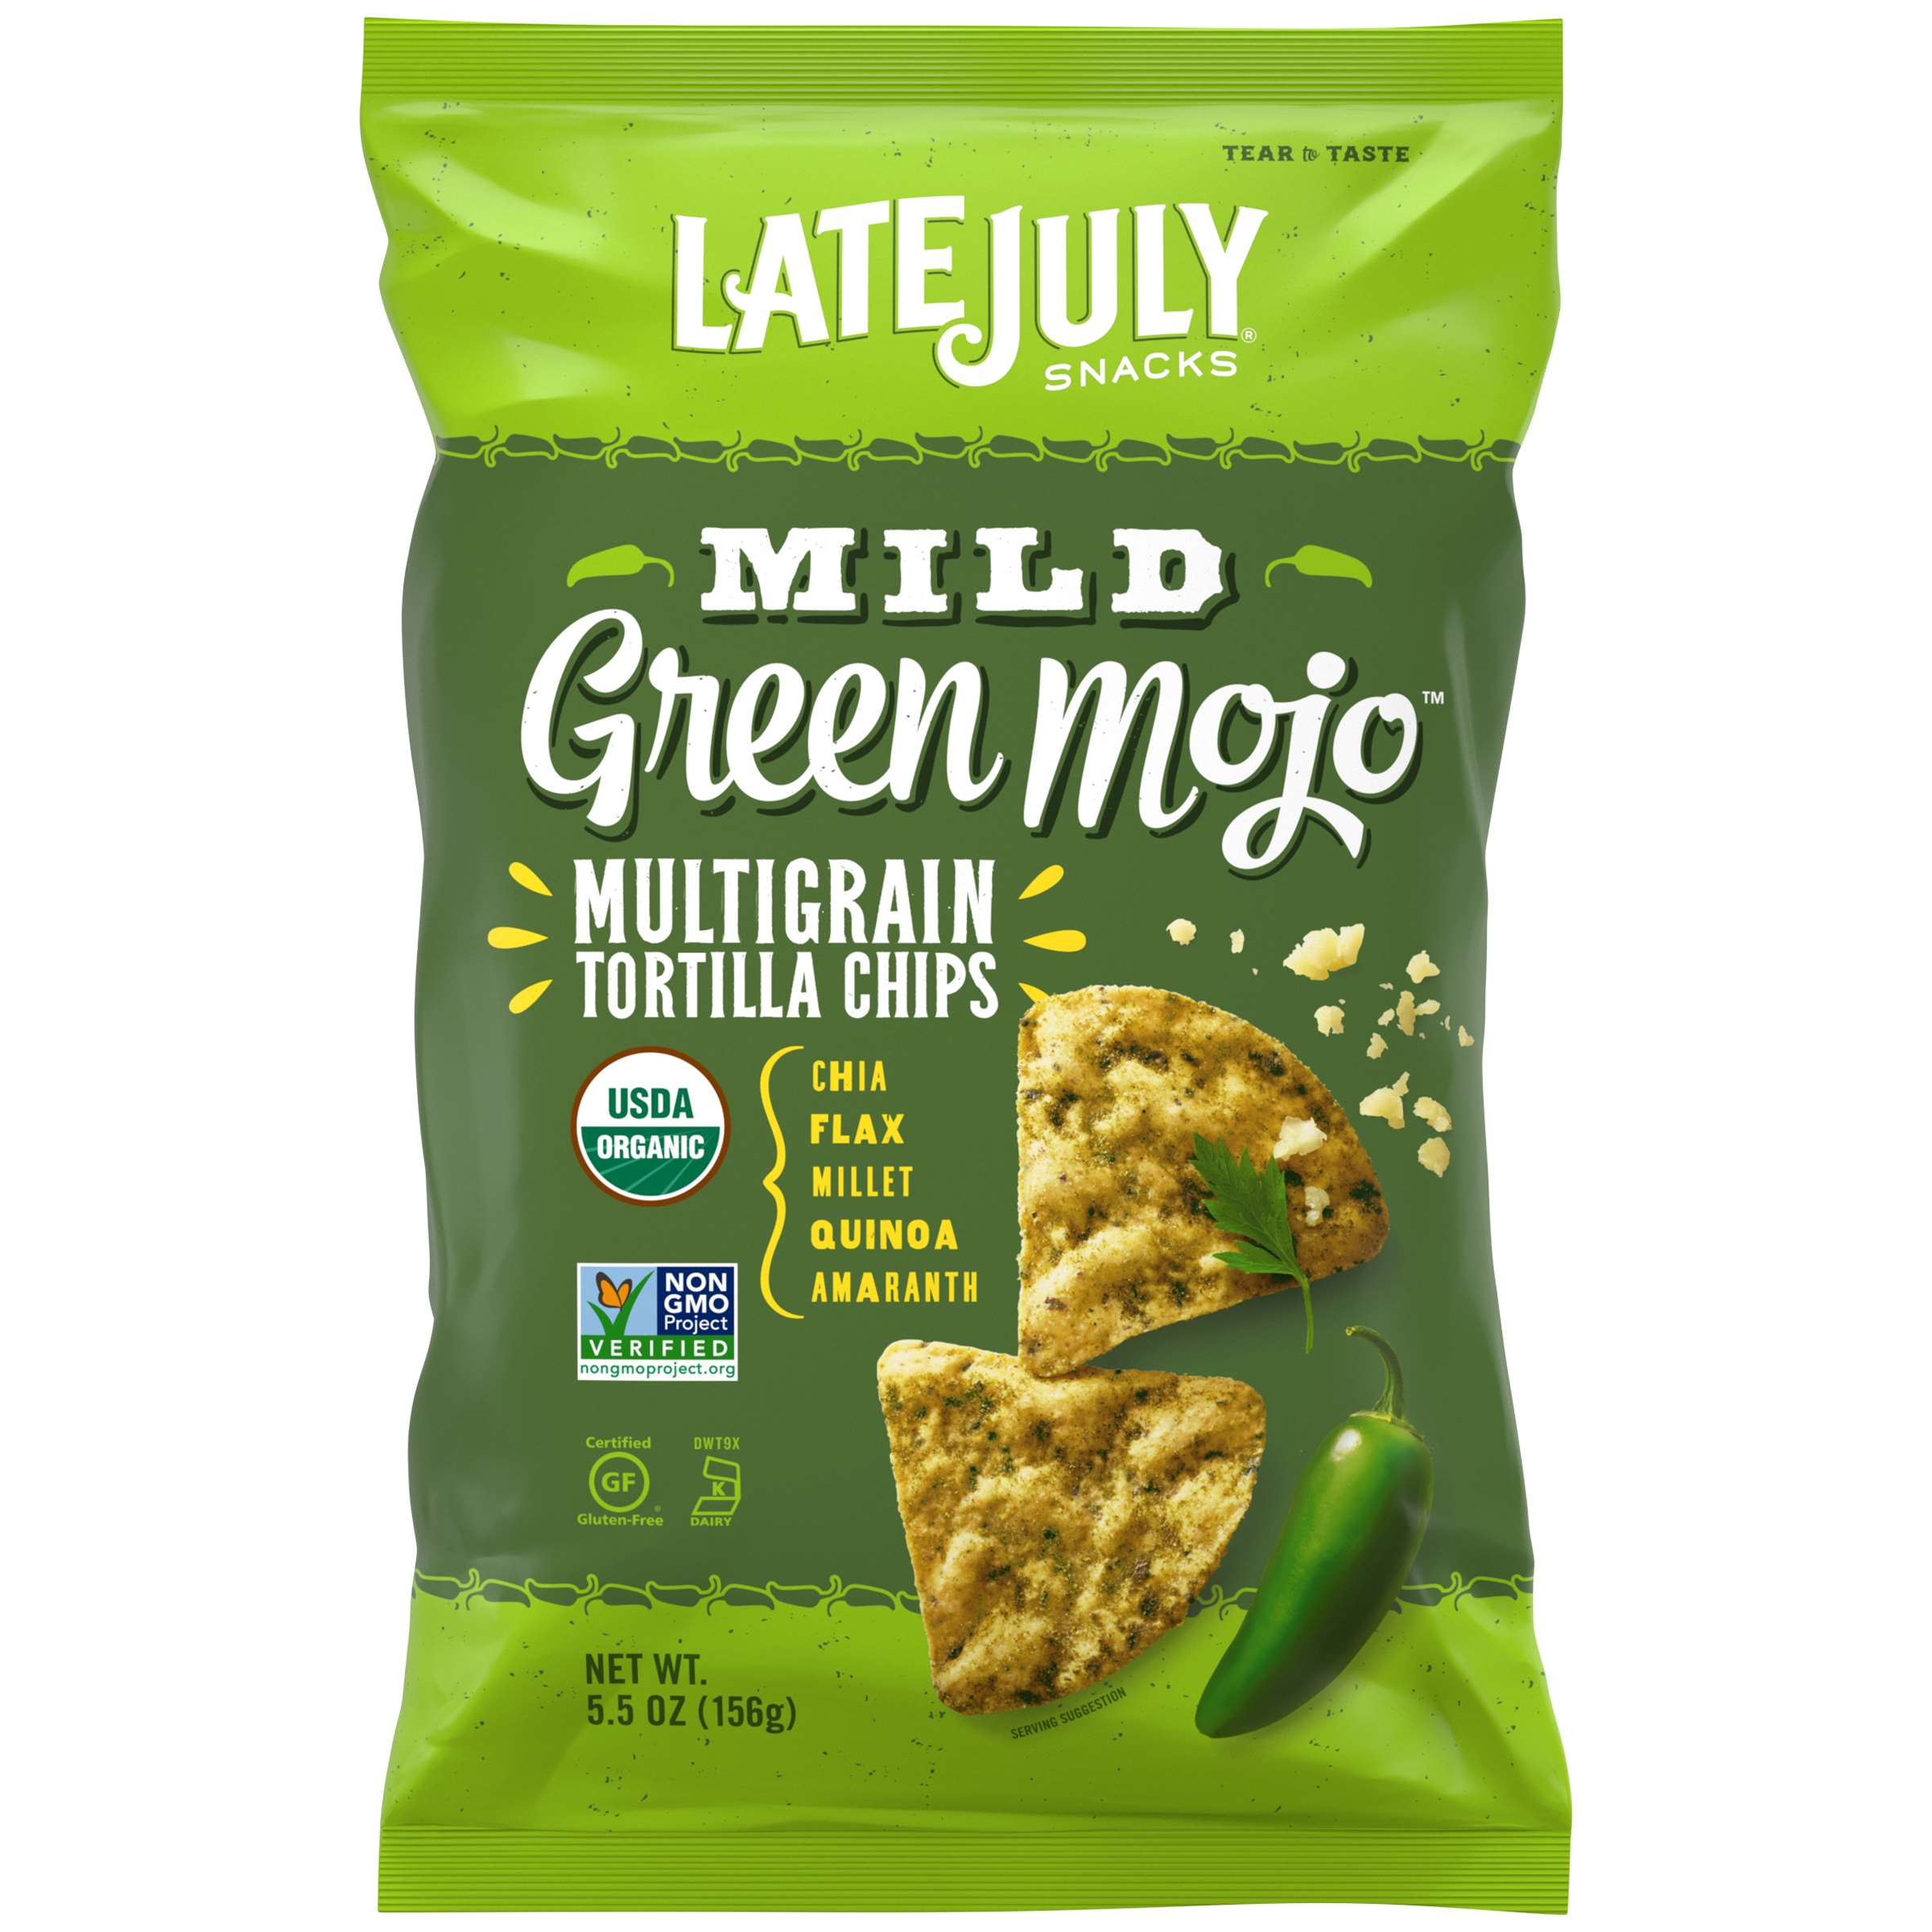 TEAR to TASTE
LATE JULY®
SNACKS
MILD
Green Mojo™
MULTIGRAIN
TORTILLA CHIPS
USDA
ORGANIC
CHIA
FLAX
MILLET
QUINOA
AMARANTH
NON
GMO
Project
VERIFIED
nongmoproject.org
Certified
GF
®
Gluten-Free
DWT9X
K
DAIRY
NET WT.
5.5 OZ (156g)
SERVING SUGGESTION